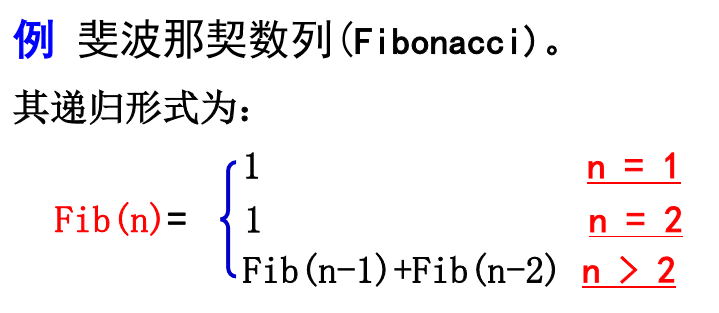 例 斐波那契数列(Fibonacci)。
其递归形式为：
1 n = 1
Fib(n)= 1 n = 2
Fib(n-1)+Fib(n-2) n > 2